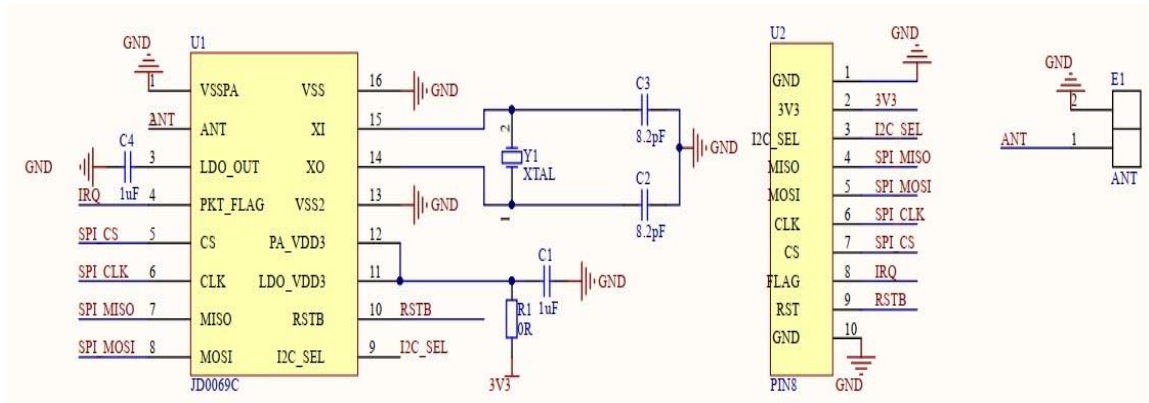 U1
GND
1
VSSPA
VSS
16
GND
ANT
2
ANT
XI
15
C4
GND
1uF
3
LDO_OUT
XO
14
IRQ
4
PKT_FLAG
VSS2
13
GND
SPI_CS
5
CS
PA_VDD3
12
SPI_CLK
6
CLK
LDO_VDD3
11
SPI_MISO
7
MISO
RSTB
10
RSTB
SPI_MOSI
8
MOSI
I2C_SEL
9
I2C_SEL
JD0069C
C3
8.2pF
2
Y1
XTAL
1
GND
C2
8.2pF
C1
1uF
GND
R1
0R
3V3
U2
GND
GND
1
3V3
2
3V3
I2C_SEL
3
I2C_SEL
MISO
4
SPI_MISO
MOSI
5
SPI_MOSI
CLK
6
SPI_CLK
CS
7
SPI_CS
FLAG
8
IRQ
RST
9
RSTB
GND
10
GND
PIN8
GND
E1
2
ANT
1
ANT